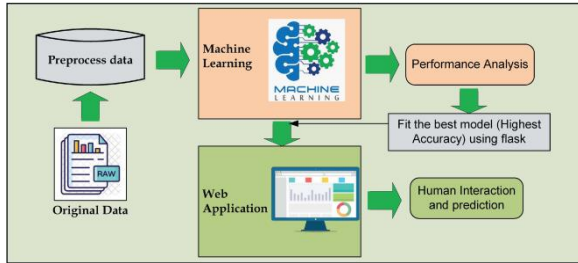 Preprocess data
Machine
Learning
MACHINE
LEARNING
Performance Analysis
Fit the best model (Highest
Accuracy) using flask
RAW
Original Data
Web
Application
Human Interaction
and prediction